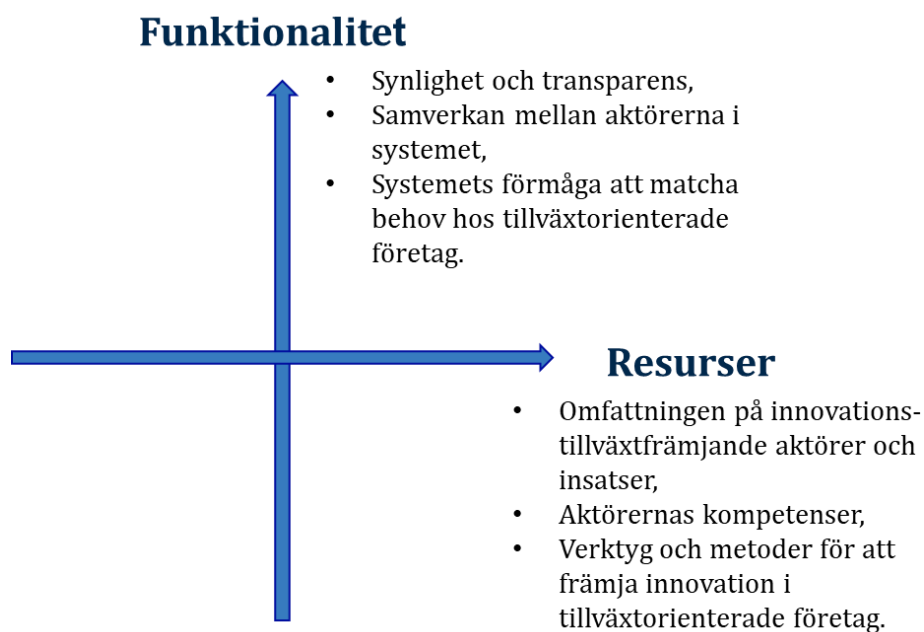 Funktionalitet
• Synlighet och transparens,
• Samverkan mellan aktörerna i
systemet,
• Systemets förmåga att matcha
behov hos tillväxtorienterade
företag.
Resurser
• Omfattningen på innovations-
tillväxtfrämjande aktörer och
insatser,
• Aktörernas kompetenser,
• Verktyg och metoder för att
främja innovation i
tillväxtorienterade företag.